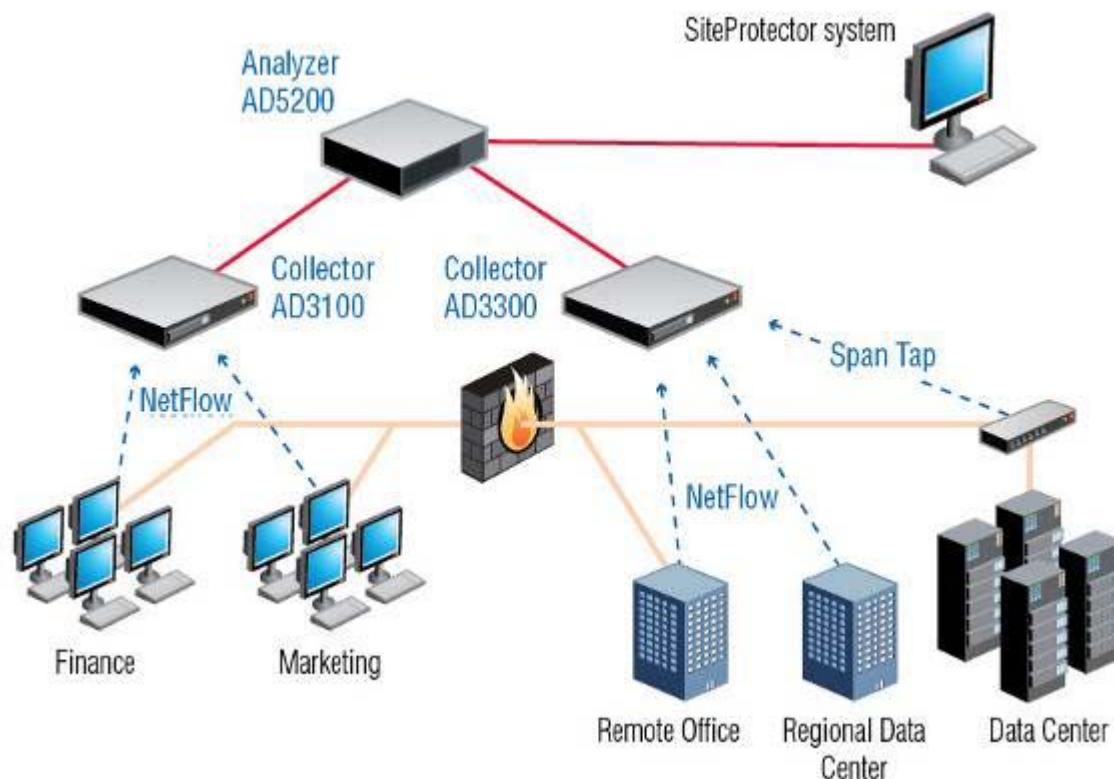 SiteProtector system
Analyzer
AD5200
Collector
AD3100
Collector
AD3300
Span Tap
NetFlow
NetFlow
Finance
Marketing
Remote Office
Regional Data
Center
Data Center